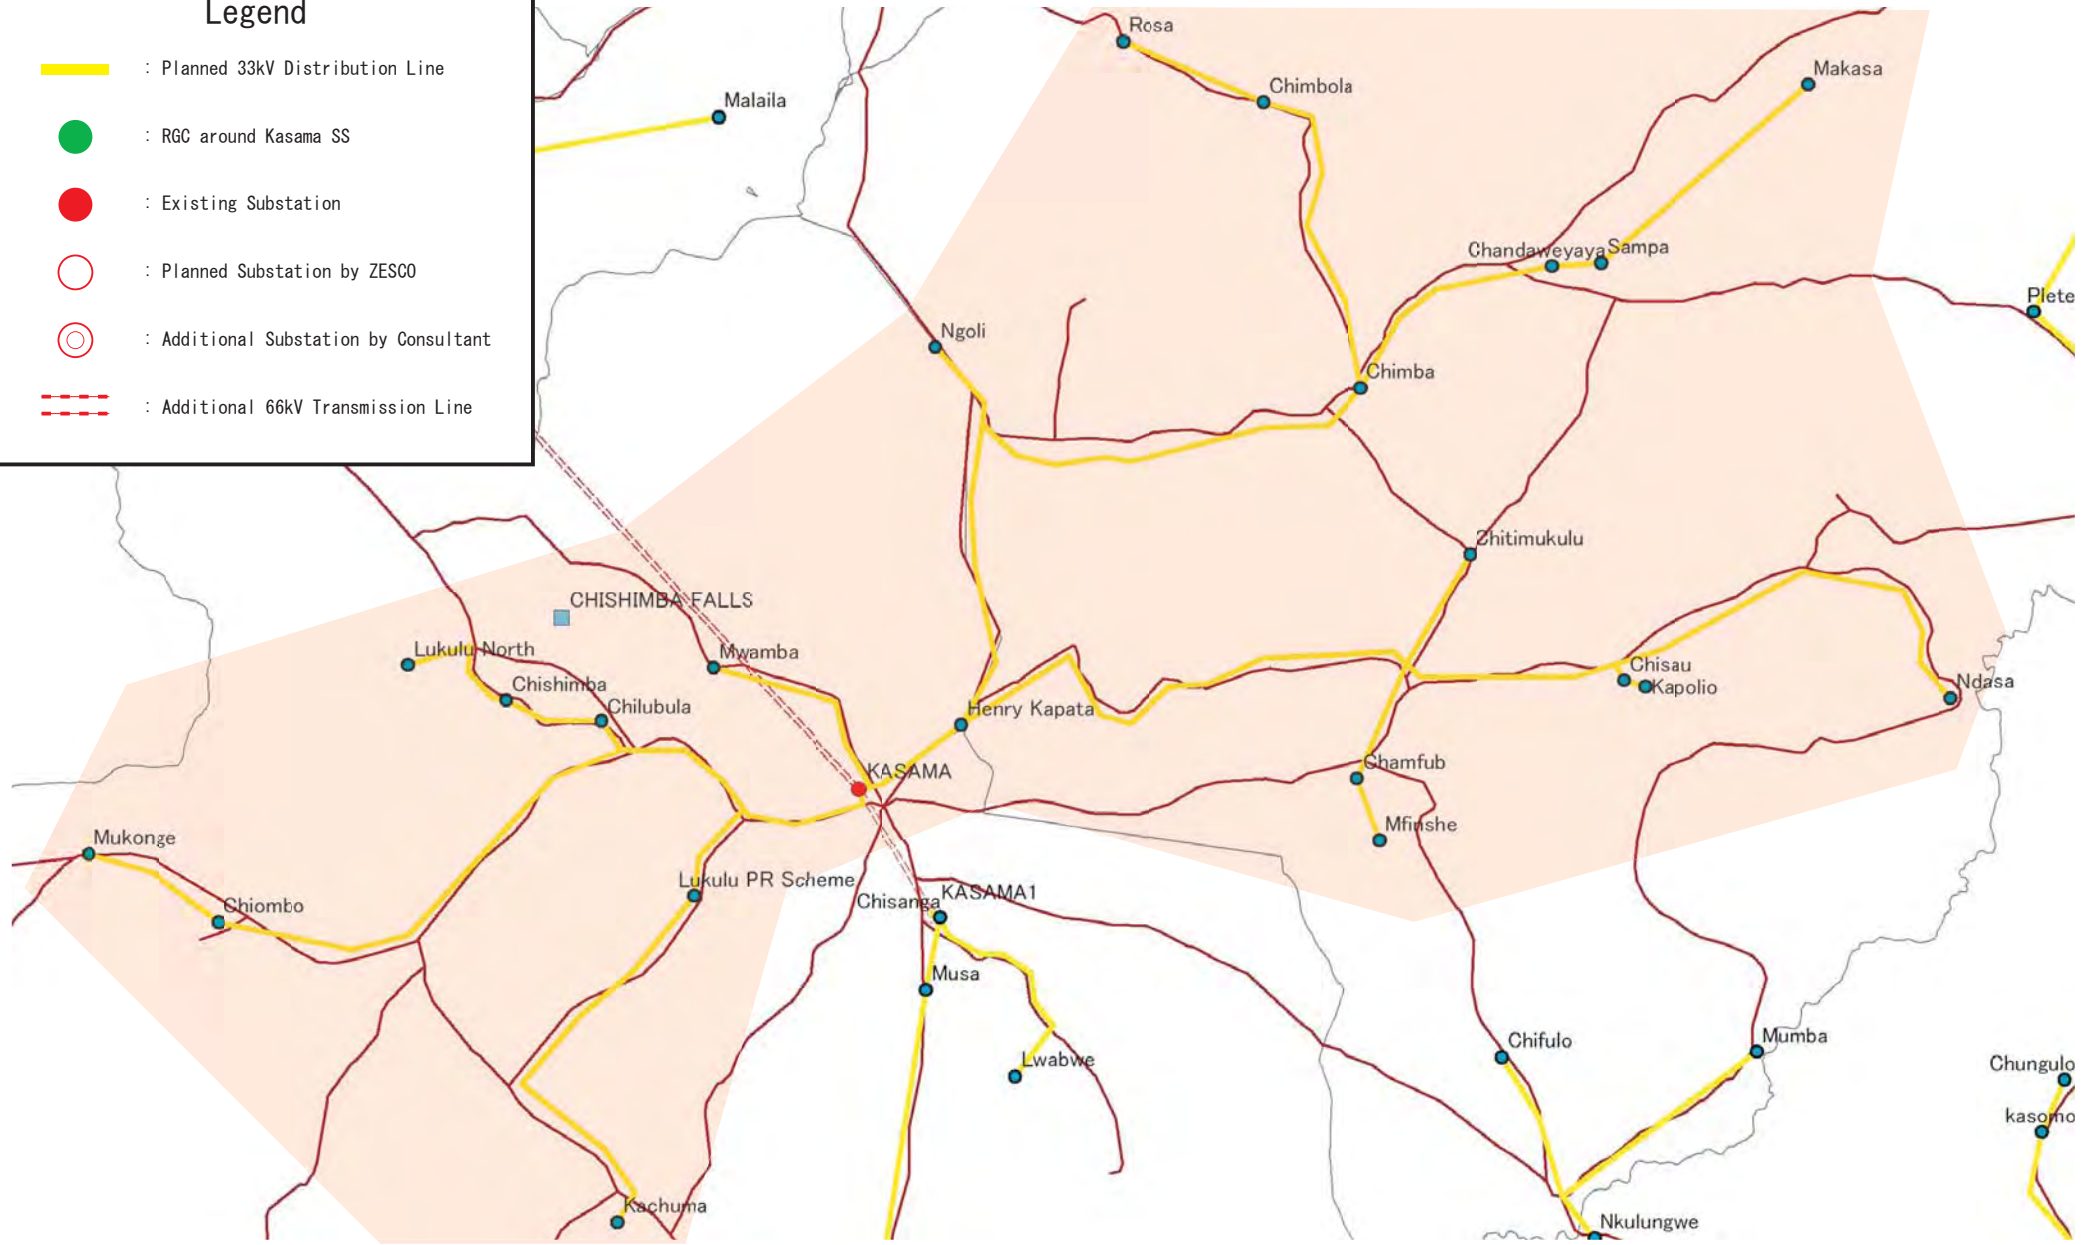 Legend
: Planned 33kV Distribution Line
: RGC around Kasama SS
: Existing Substation
: Planned Substation by ZESCO
: Additional Substation by Consultant
: Additional 66kV Transmission Line
Rosa
Makasa
Chimbola
Malaila
Chandaweyaya
Sampa
Plete
Ngoli
Chimba
Chitimukulu
CHISHIMBA FALLS
Lukulu North
Mwamba
Chisau
Kapolio
Ndasa
Chishimba
Chilubula
Henry Kapata
Chamfub
KASAMA
Mfinshe
Mukonge
Lukulu PR Scheme
KASAMA1
Chisanga
Chiombo
Musa
Chifulo
Mumba
Lwabwe
Chungulo
kasomo
Kachuma
Nkulungwe